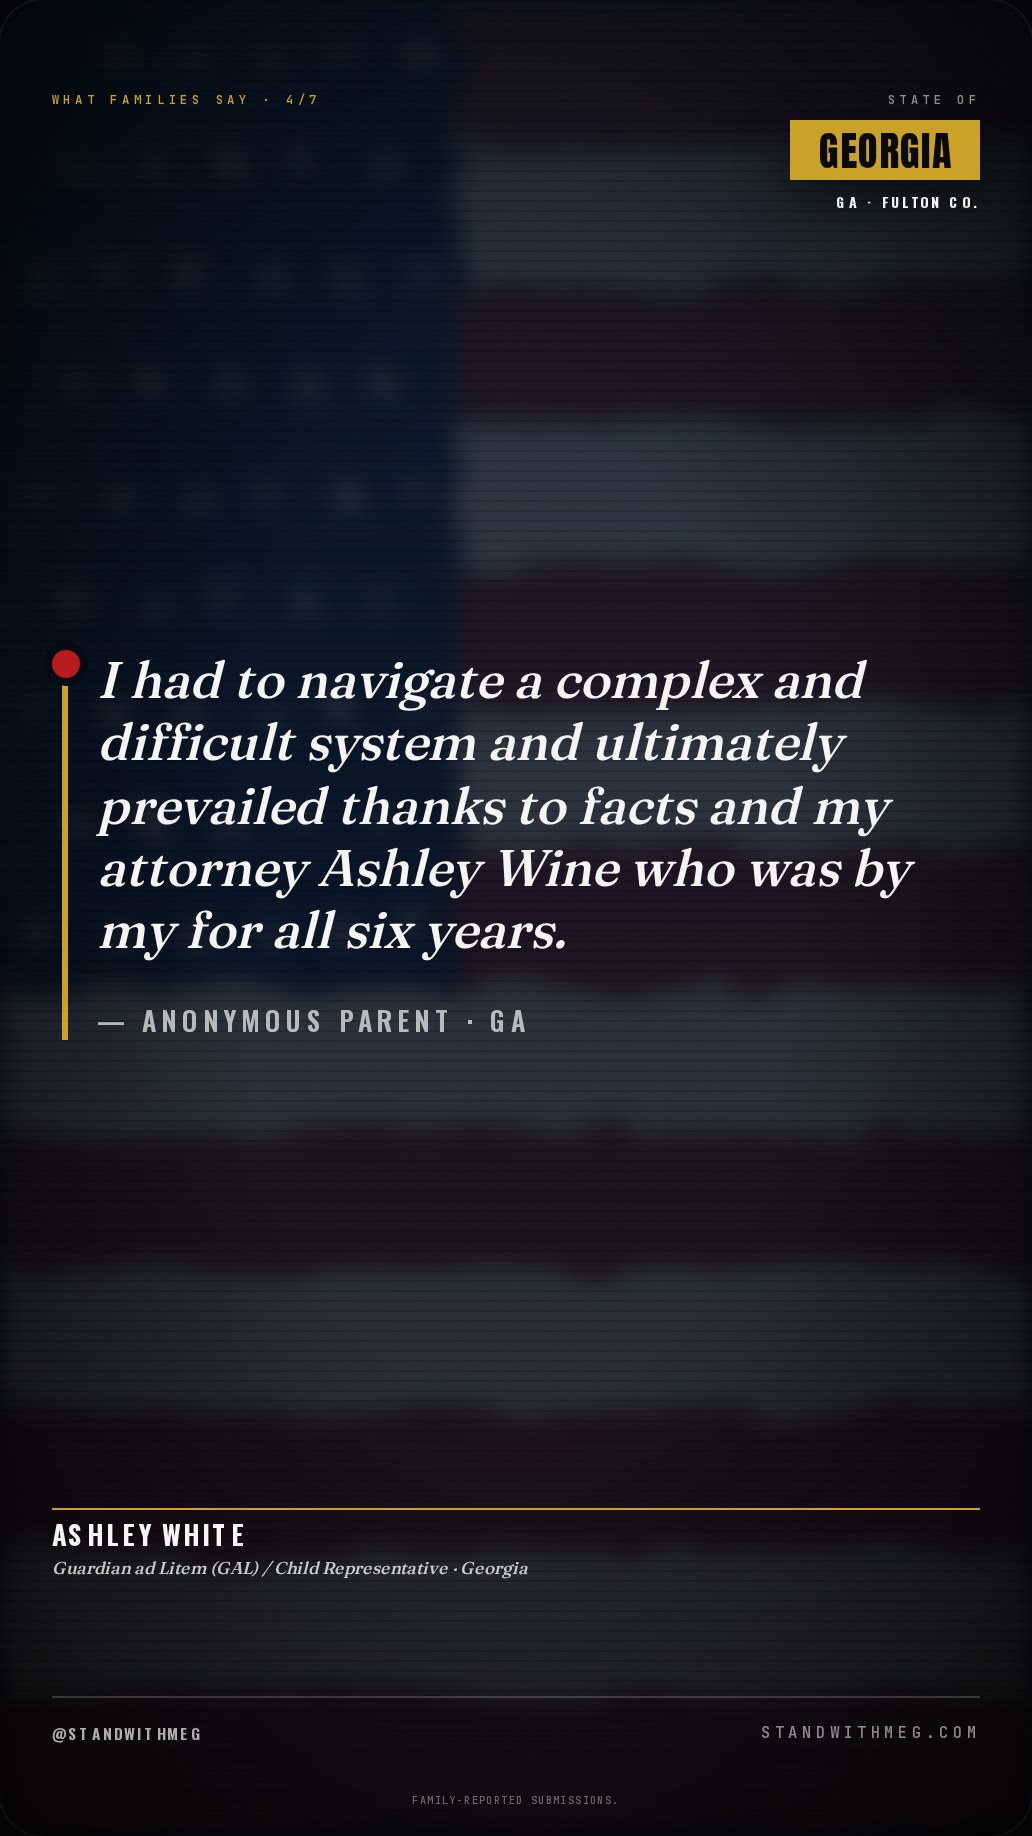 WHAT FAMILIES SAY · 4/7
STATE OF
GEORGIA
GA · FULTON CO.
I had to navigate a complex and
difficult system and ultimately
prevailed thanks to facts and my
attorney Ashley Wine who was by
my for all six years.
— ANONYMOUS PARENT · GA
ASHLEY WHITE
Guardian ad Litem (GAL) / Child Representative · Georgia
@STANDWITHMEG
STANDWITHMEG.COM
FAMILY-REPORTED SUBMISSIONS.